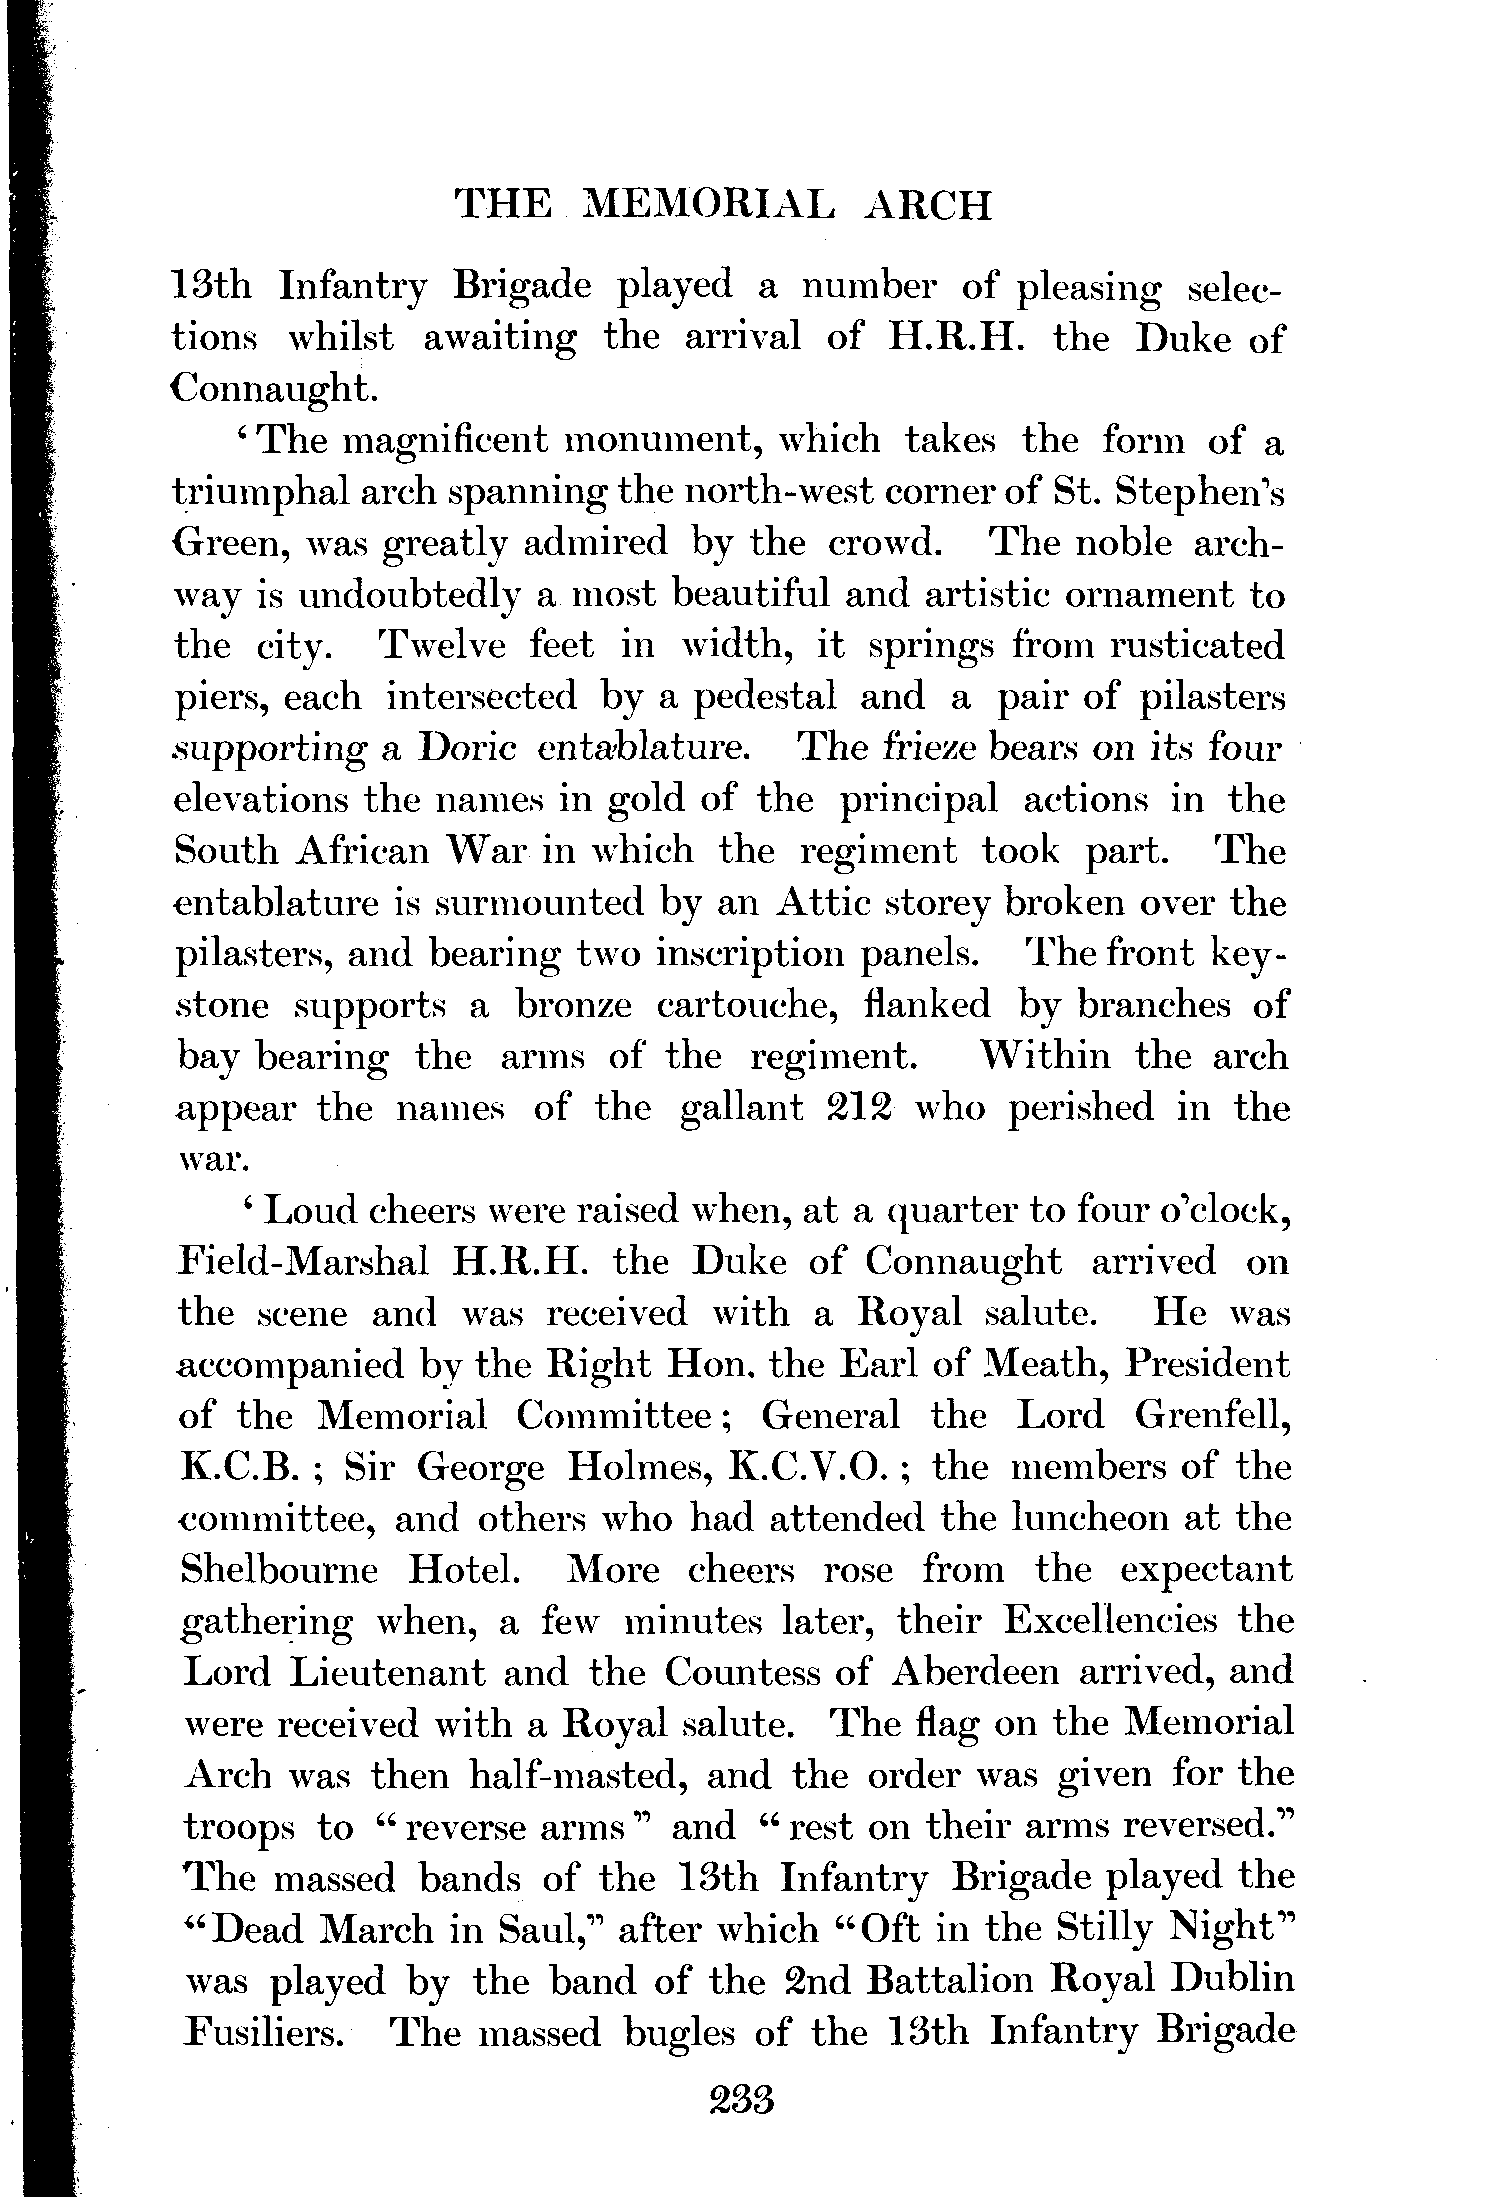 THE MEMORIAL ARCH
13th Infantry Brigade played a number of pleasing selec-
tions whilst awaiting the arrival of H.R.H. the Duke of
Connaught.
‘The magnificent monument, which takes the form of a
triumphal arch spanning the north-west corner of St. Stephen's
Green, was greatly admired by the crowd. The noble arch-
way is undoubtedly a most beautiful and artistic ornament to
the city. Twelve feet in width, it springs from rusticated
piers, each intersected by a pedestal and a pair of pilasters
supporting a Doric entablature. The frieze bears on its four
elevations the names in gold of the principal actions in the
South African War in which the regiment took part. The
entablature is surmounted by an Attic storey broken over the
pilasters, and bearing two inscription panels. The front key-
stone supports a bronze cartouche, flanked by branches of
bay bearing the arms of the regiment. Within the arch
appear the names of the gallant 212 who perished in the
war.
‘Loud cheers were raised when, at a quarter to four o'clock,
Field-Marshal H.R.H. the Duke of Connaught arrived on
the scene and was received with a Royal salute. He was
accompanied by the Right Hon. the Earl of Meath, President
of the Memorial Committee; General the Lord Grenfell,
K.C.B.; Sir George Holmes, K.C.V.O.; the members of the
committee, and others who had attended the luncheon at the
Shelbourne Hotel. More cheers rose from the expectant
gathering when, a few minutes later, their Excellencies the
Lord Lieutenant and the Countess of Aberdeen arrived, and
were received with a Royal salute. The flag on the Memorial
Arch was then half-masted, and the order was given for the
troops to “reverse arms” and “rest on their arms reversed.”
The massed bands of the 13th Infantry Brigade played the
“Dead March in Saul,” after which “Oft in the Stilly Night”
was played by the band of the 2nd Battalion Royal Dublin
Fusiliers. The massed bugles of the 13th Infantry Brigade
233